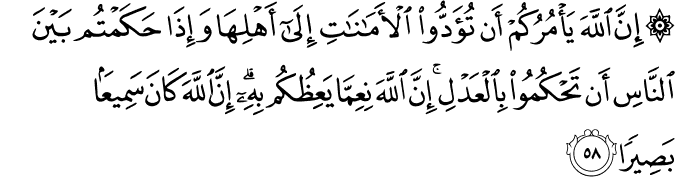 ۞ إِنَّ ٱللَّهَ يَأۡمُرُكُمۡ أَن تُؤَدُّواْ ٱلۡأَمَٰنَٰتِ إِلَىٰٓ أَهۡلِهَا وَإِذَا حَكَمۡتُم بَيۡنَ
ٱلنَّاسِ أَن تَحۡكُمُواْ بِٱلۡعَدۡلِۚ إِنَّ ٱللَّهَ نِعِمَّا يَعِظُكُم بِهِۦٓۗ إِنَّ ٱللَّهَ كَانَ سَمِيعَۢا
بَصِيرٗا ٥٨